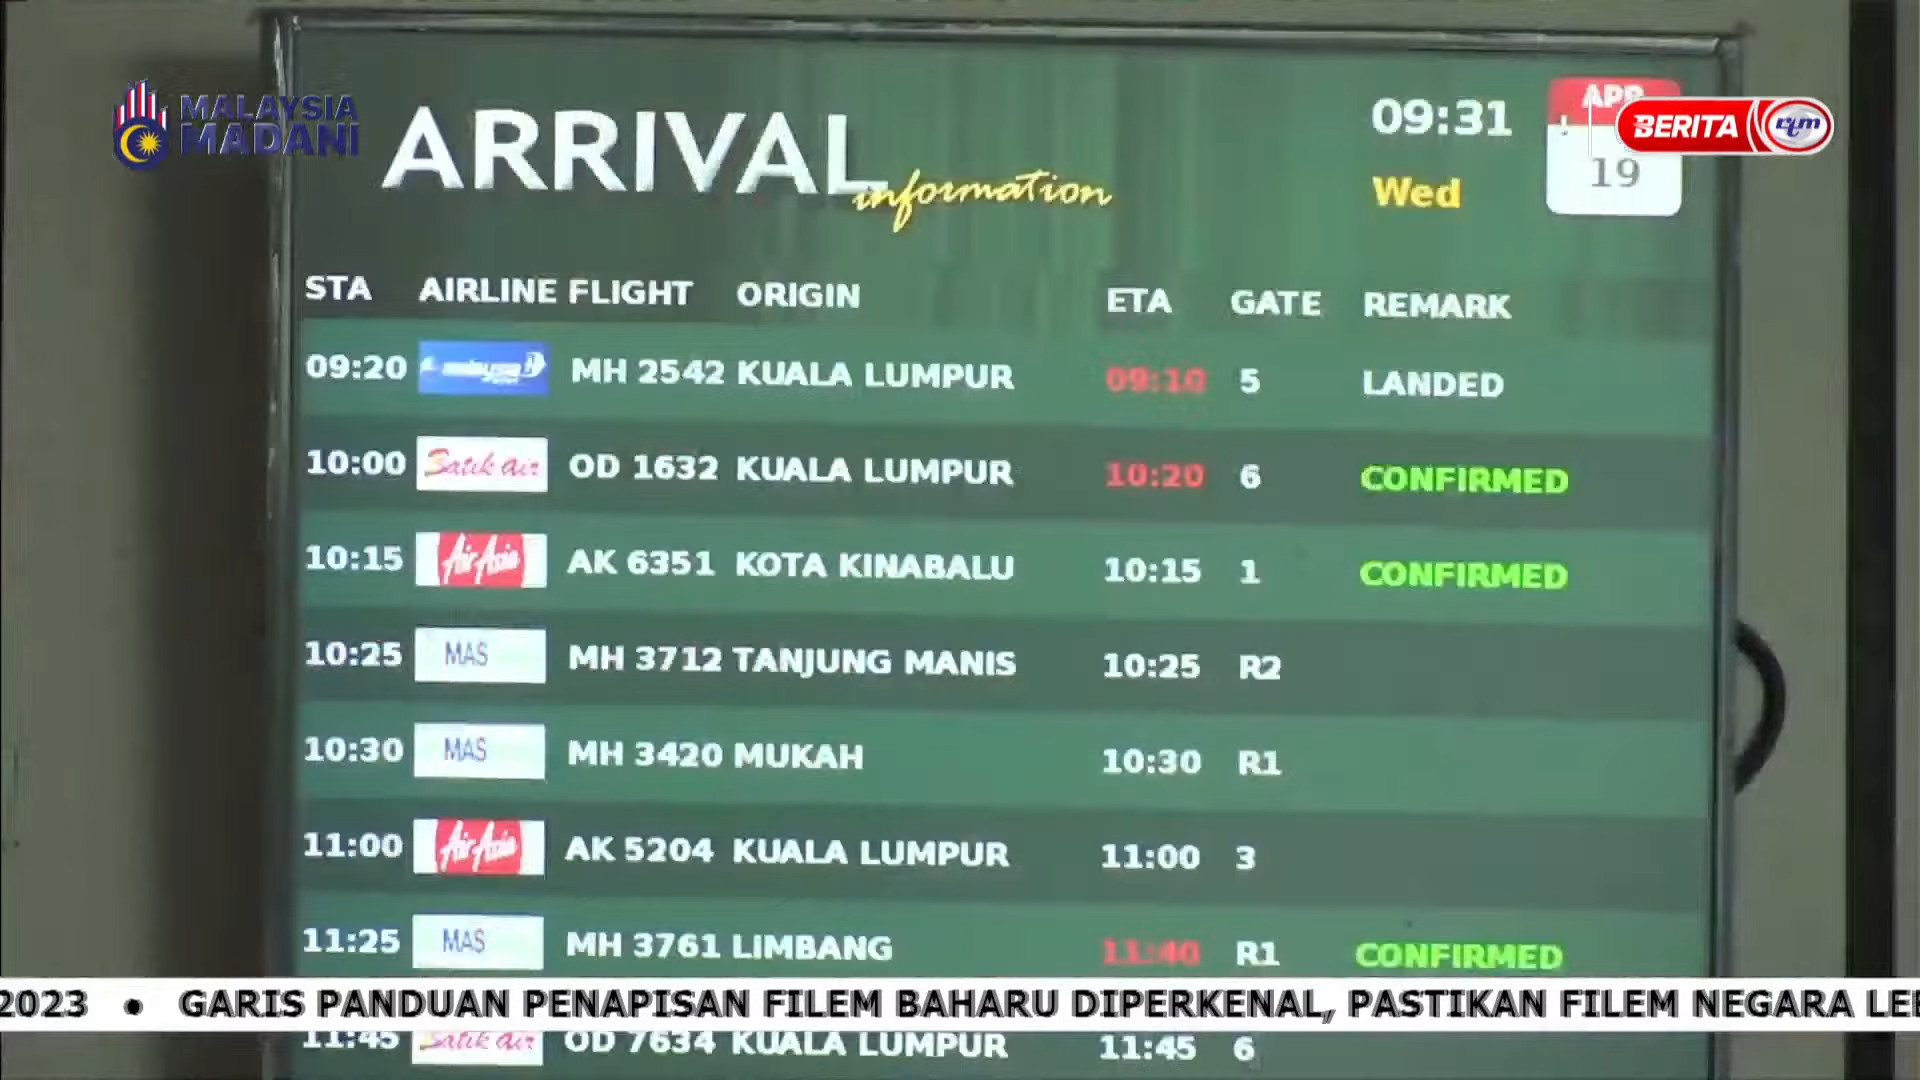 MALAYSIA
MADANI
ARRIVAL
information
09:31
Wed
APR
19
BERITA rtm
STA AIRLINE FLIGHT ORIGIN ETA GATE REMARK
09:20 malaysia MH 2542 KUALA LUMPUR 09:10 5 LANDED
10:00 Batik air OD 1632 KUALA LUMPUR 10:20 6 CONFIRMED
10:15 AirAsia AK 6351 KOTA KINABALU 10:15 1 CONFIRMED
10:25 MAS MH 3712 TANJUNG MANIS 10:25 R2
10:30 MAS MH 3420 MUKAH 10:30 R1
11:00 AirAsia AK 5204 KUALA LUMPUR 11:00 3
11:25 MAS MH 3761 LIMBANG 11:40 R1 CONFIRMED
2023 • GARIS PANDUAN PENAPISAN FILEM BAHARU DIPERKENAL, PASTIKAN FILEM NEGARA
11:45 Batik air OD 7634 KUALA LUMPUR 11:45 6